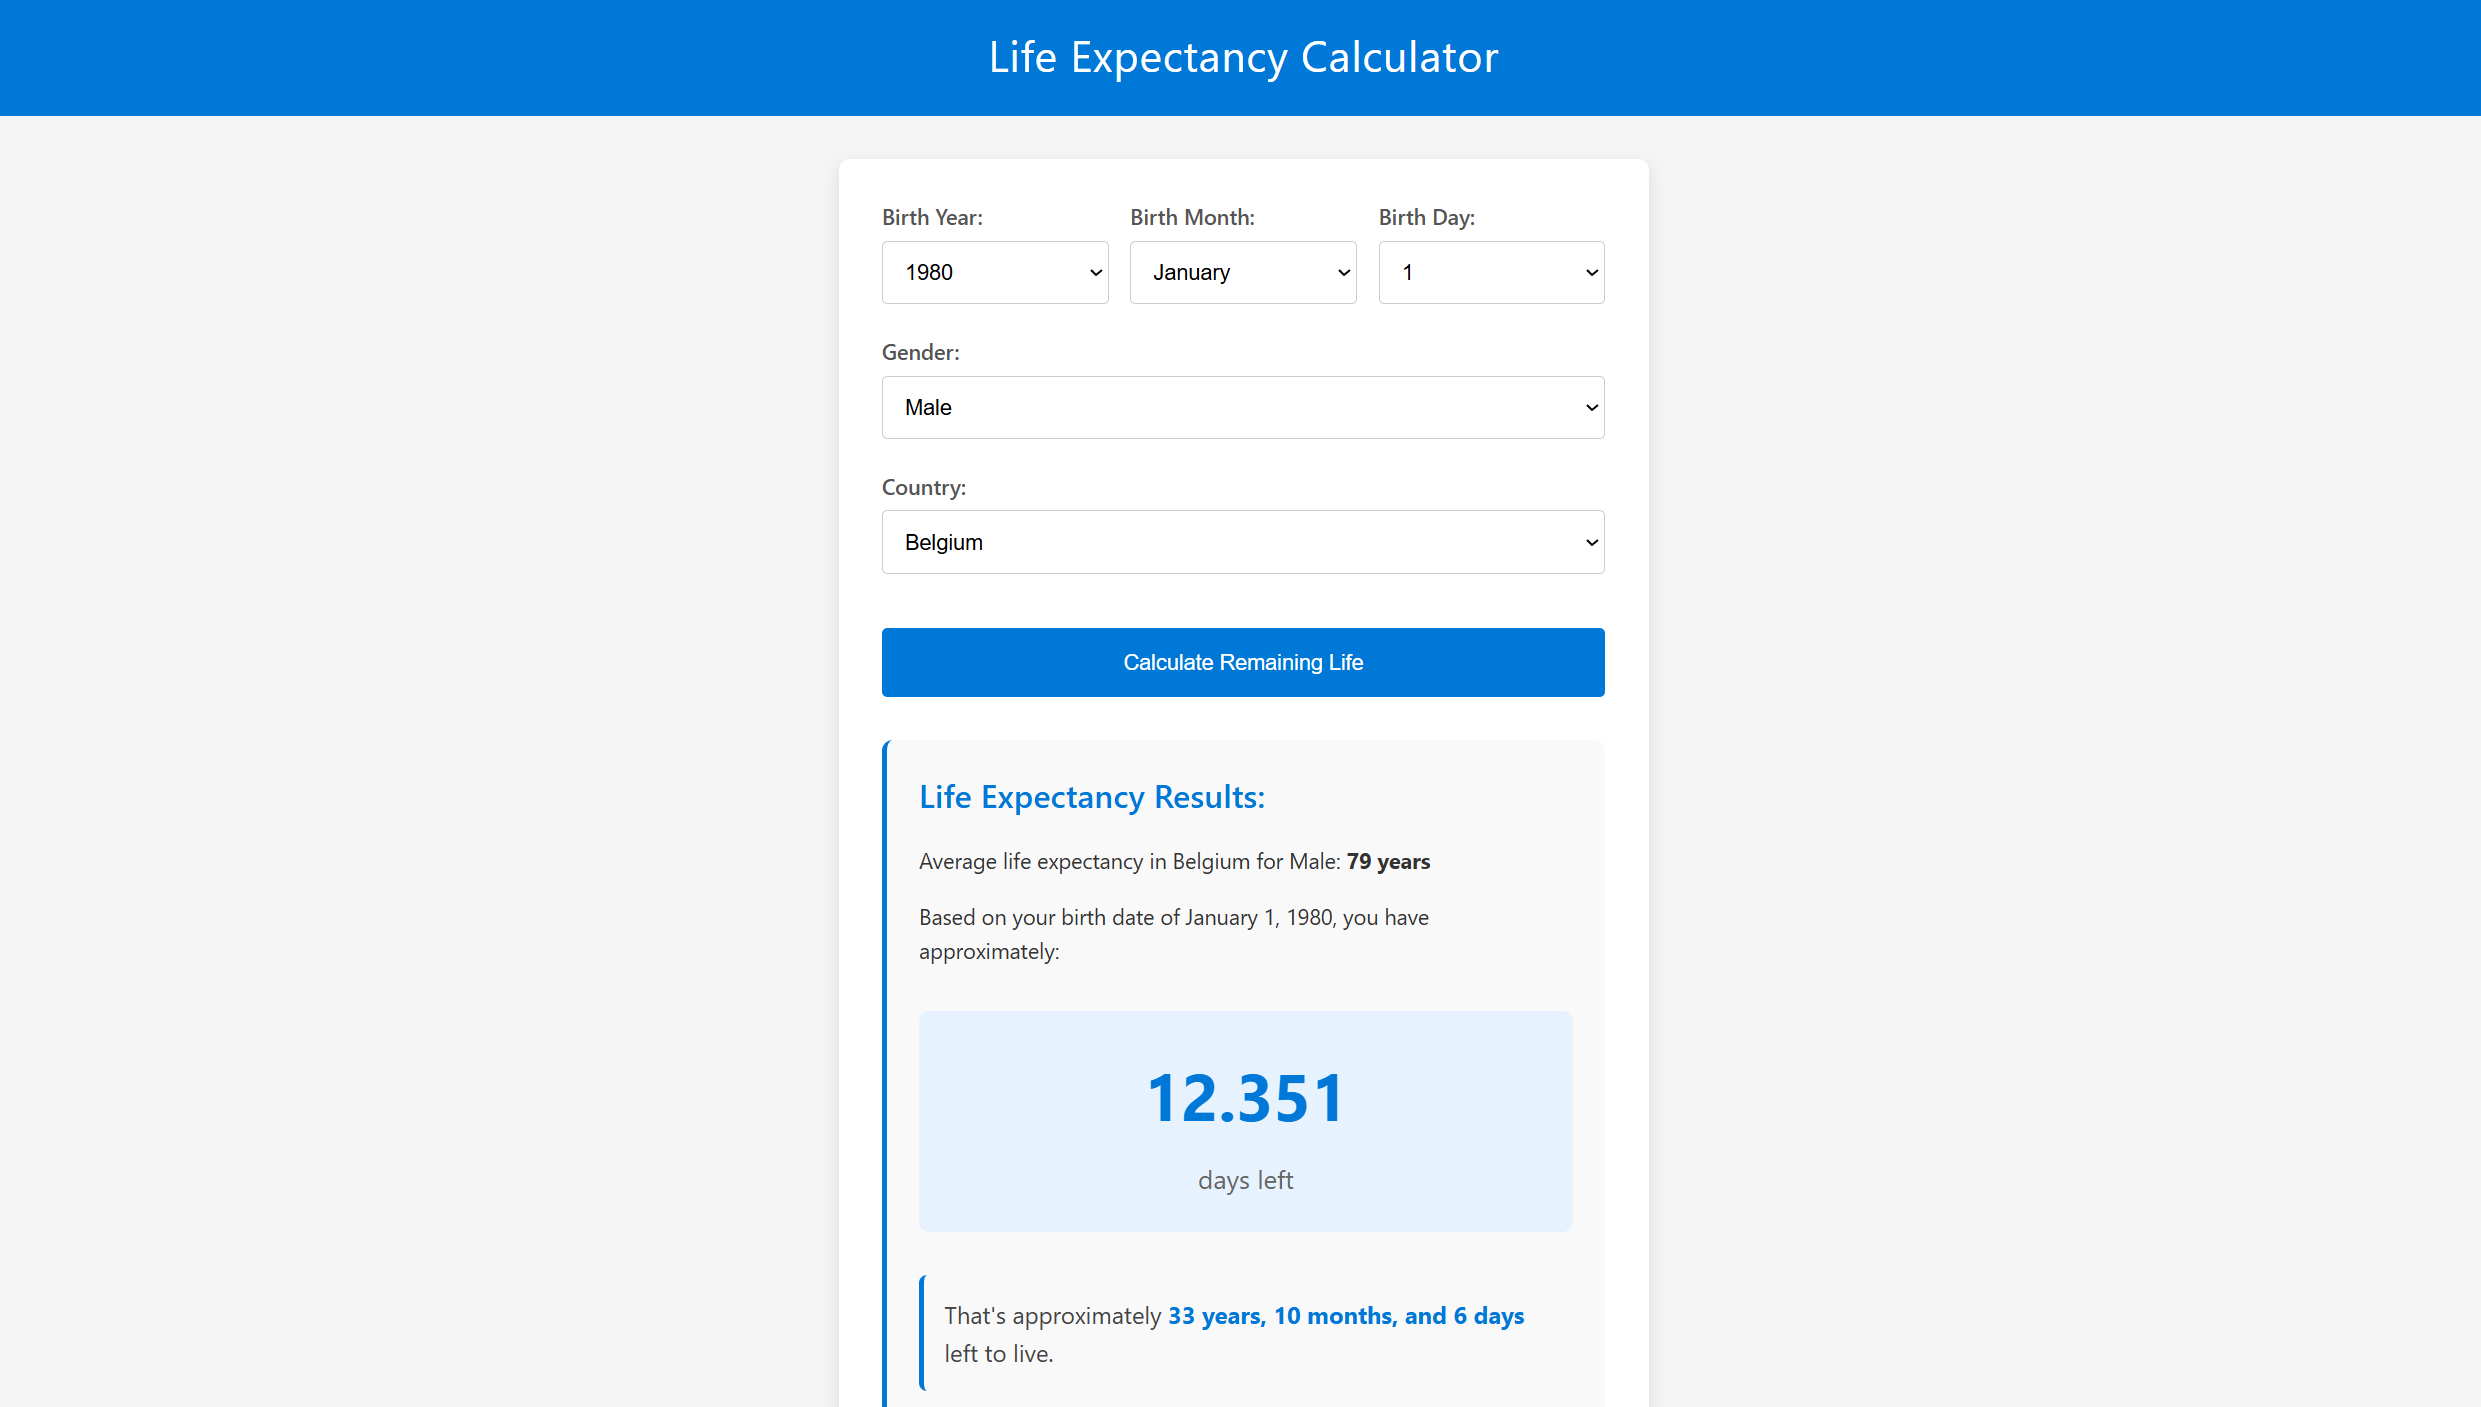 Life Expectancy Calculator
Birth Year: Birth Month: Birth Day:
1980 January 1
Gender:
Male
Country:
Belgium
Calculate Remaining Life
Life Expectancy Results:
Average life expectancy in Belgium for Male: 79 years
Based on your birth date of January 1, 1980, you have
approximately:
12.351
days left
That's approximately 33 years, 10 months, and 6 days
left to live.